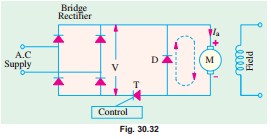 Bridge
Rectifier
A.C
Supply
V
D
Ia
+
M
-
Field
T
Control
Fig. 30.32